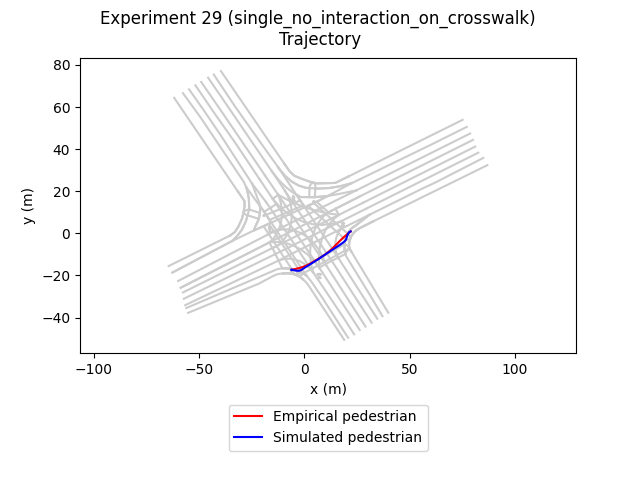 Experiment 29 (single_no_interaction_on_crosswalk)
Trajectory
80
60
40
20
0
−20
−40
y (m)
−100
−50
0
50
100
x (m)
Empirical pedestrian
Simulated pedestrian